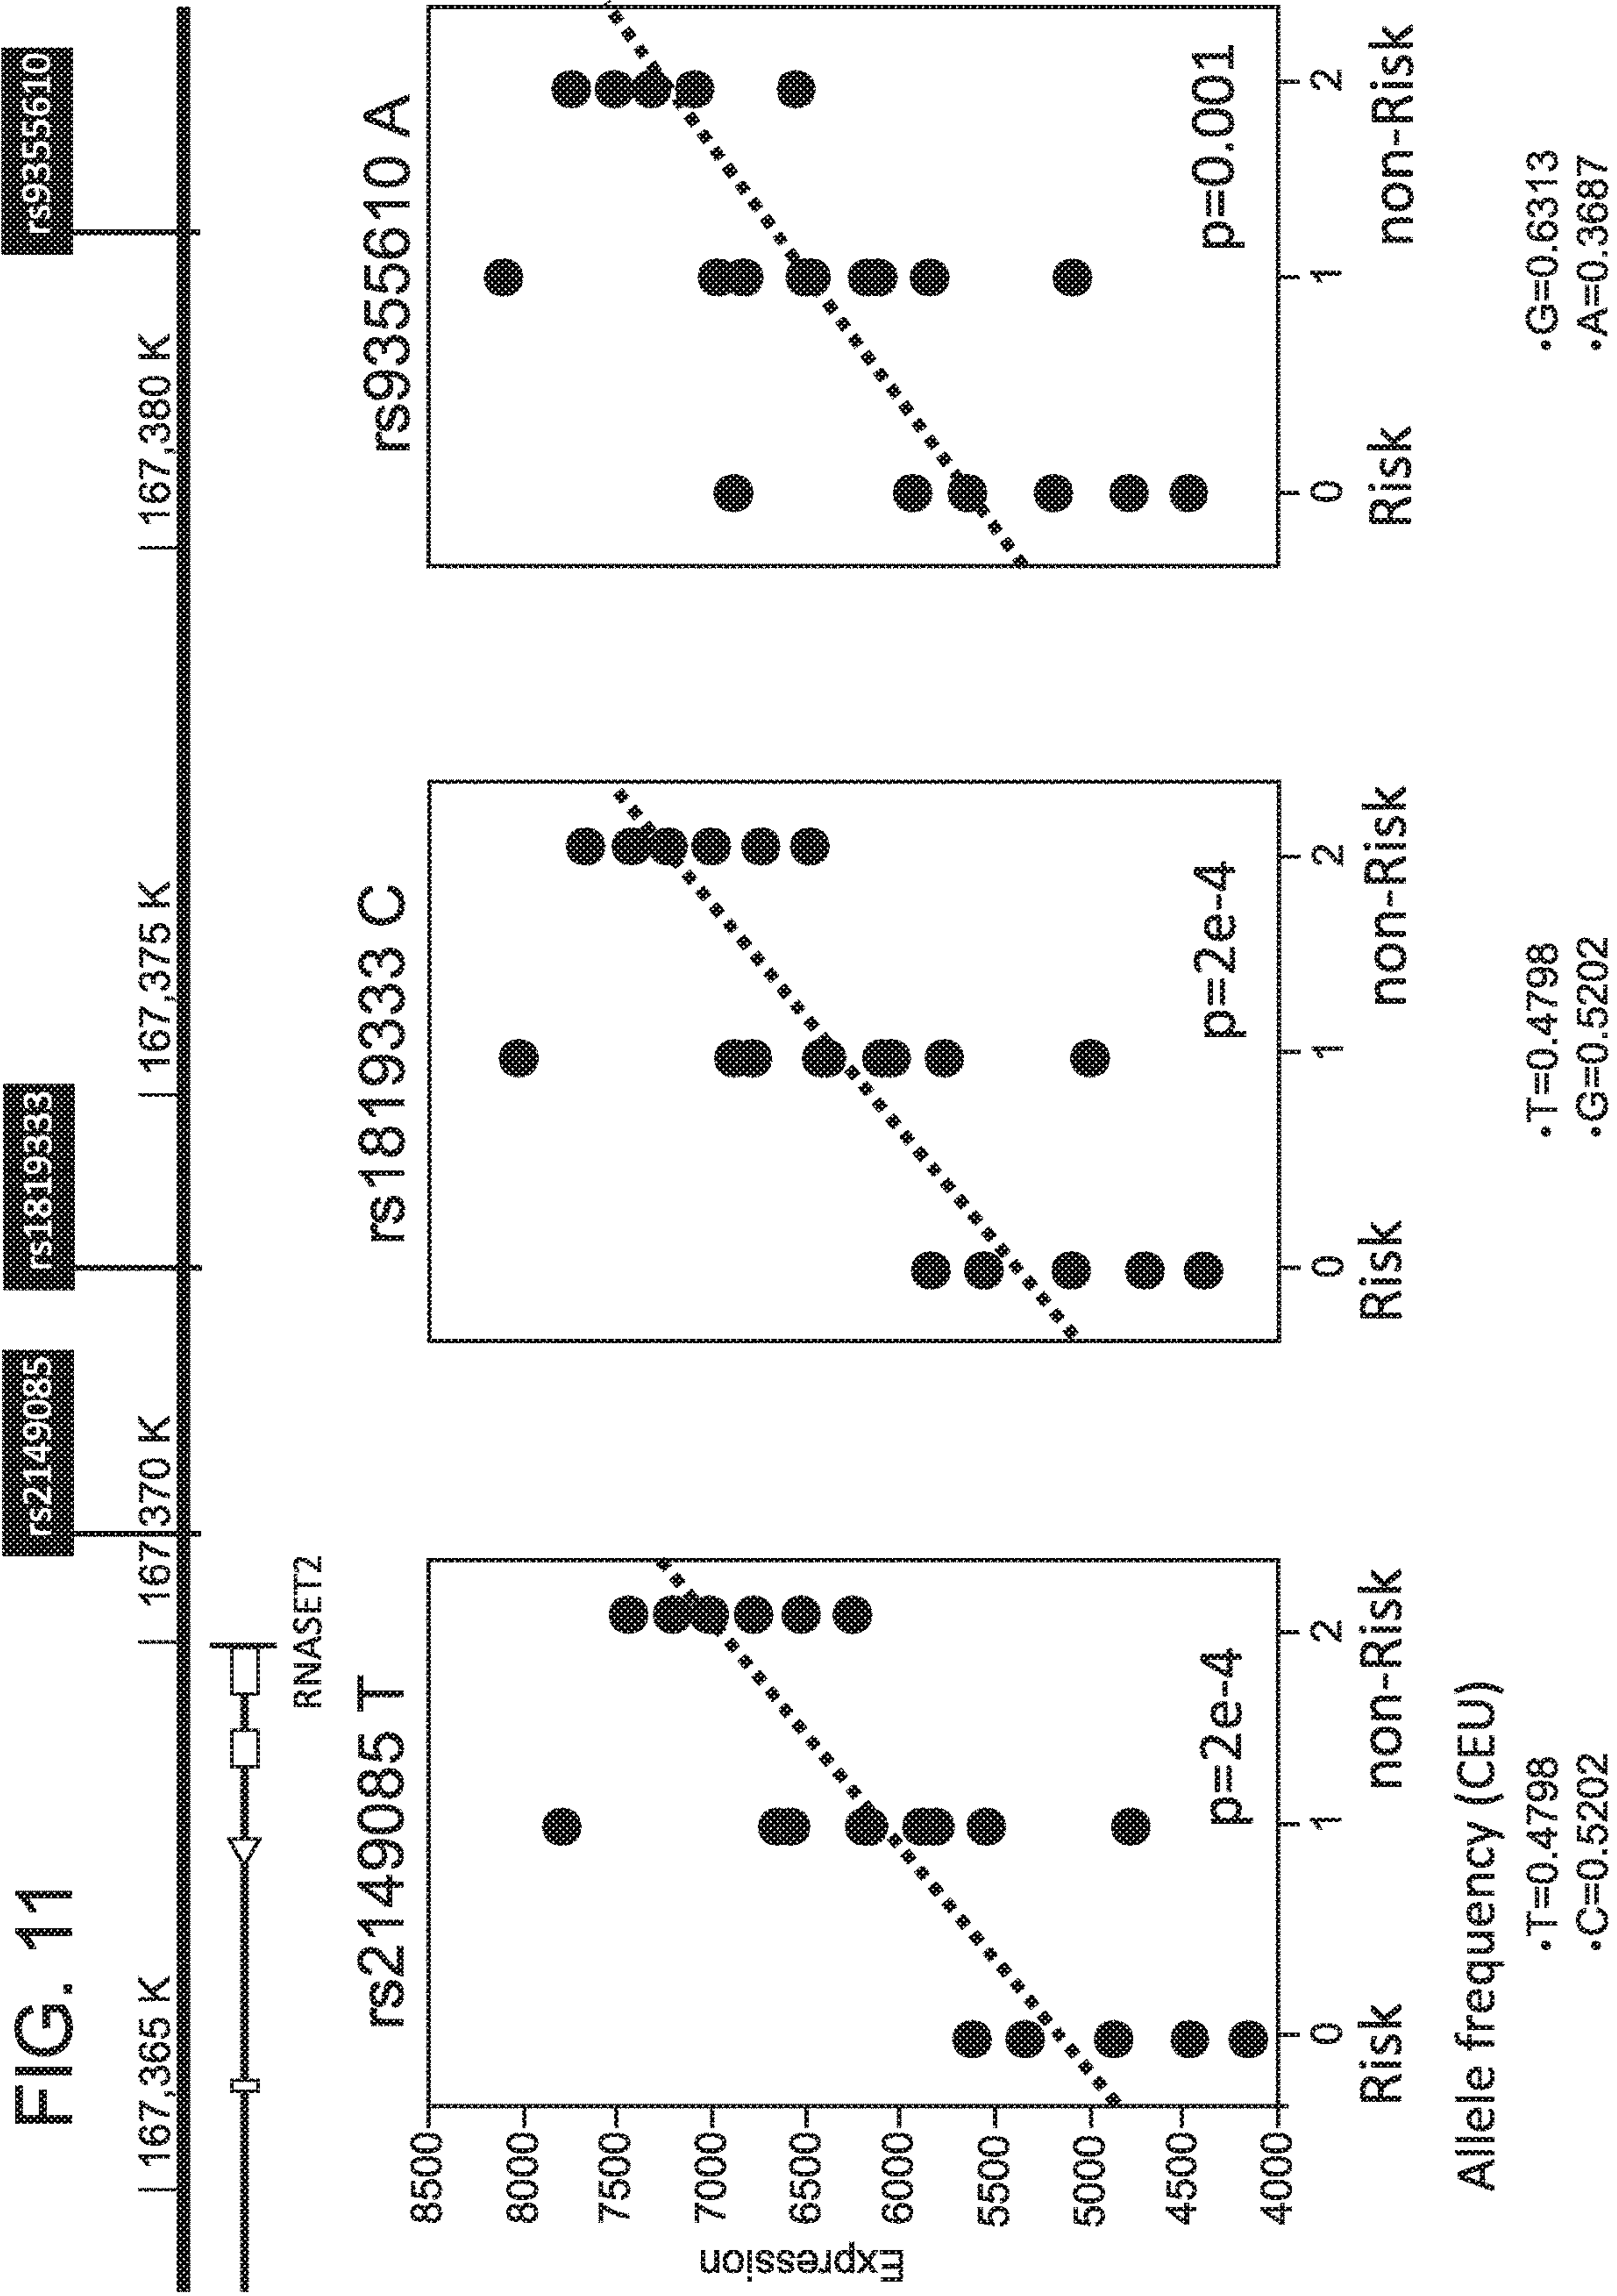 FIG. 11
rs2149085
rs1819333
rs9355610
167,365 K
167,370 K
167,375 K
167,380 K
RNASET2
rs2149085 T
rs1819333 C
rs9355610 A
Expression
8500
8000
7500
7000
6500
6000
5500
5000
4500
4000
p=2e-4
p=2e-4
p=0.001
0 1 2
0 1 2
0 1 2
Risk non-Risk
Risk non-Risk
Risk non-Risk
Allele frequency (CEU)
•T=0.4798
•C=0.5202
•T=0.4798
•G=0.5202
•G=0.6313
•A=0.3687